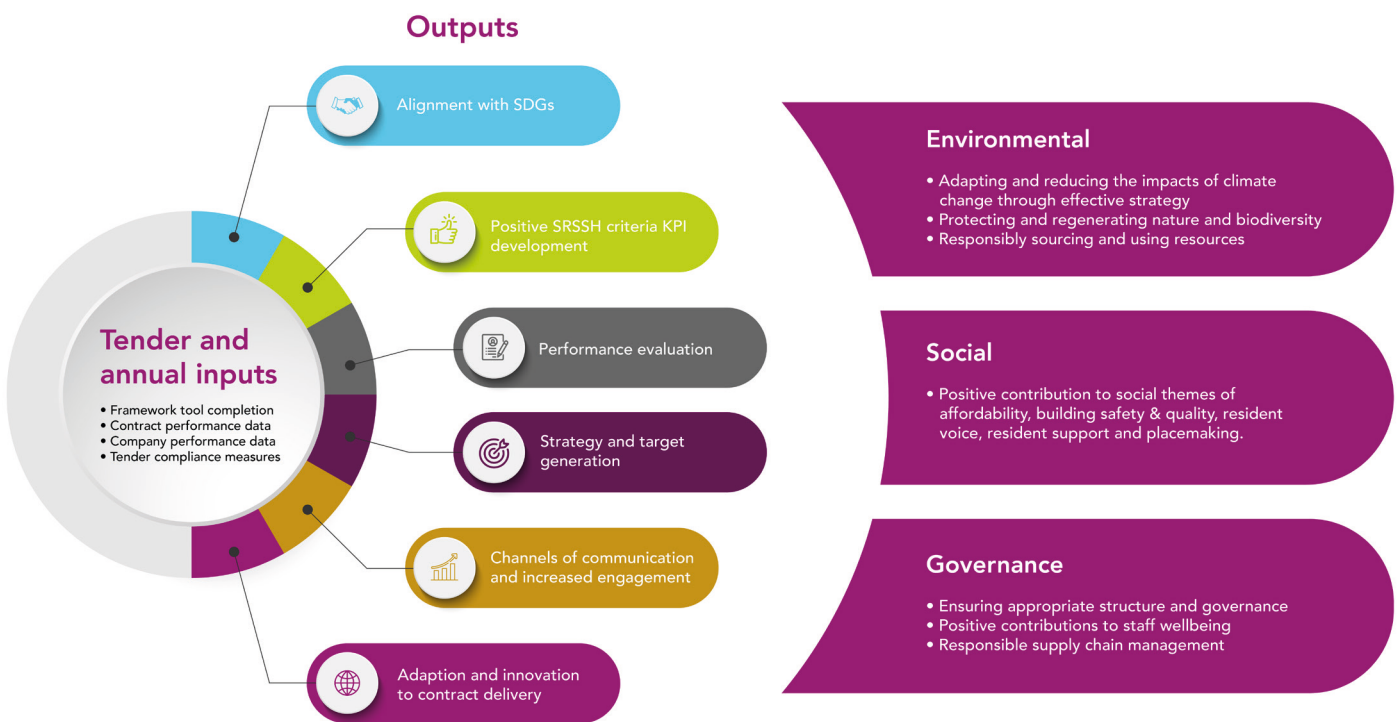 Outputs
Tender and
annual inputs
• Framework tool completion
• Contract performance data
• Company performance data
• Tender compliance measures
Alignment with SDGs
Positive SRSSH criteria KPI
development
Performance evaluation
Strategy and target
generation
Channels of communication
and increased engagement
Adaption and innovation
to contract delivery
Environmental
• Adapting and reducing the impacts of climate
change through effective strategy
• Protecting and regenerating nature and biodiversity
• Responsibly sourcing and using resources
Social
• Positive contribution to social themes of
affordability, building safety & quality, resident
voice, resident support and placemaking.
Governance
• Ensuring appropriate structure and governance
• Positive contributions to staff wellbeing
• Responsible supply chain management